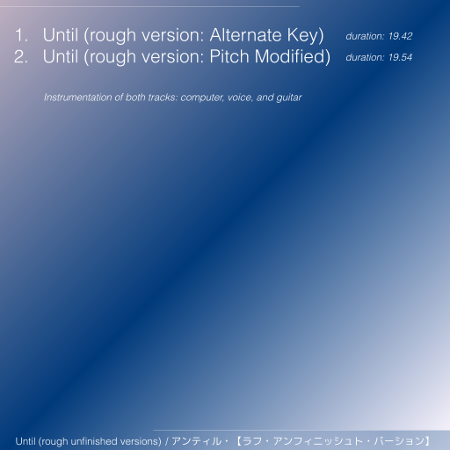 1. Until (rough version: Alternate Key) duration: 19.42
2. Until (rough version: Pitch Modified) duration: 19.54
Instrumentation of both tracks: computer, voice, and guitar
Until (rough unfinished versions) / アンティル・【ラフ・アンフィニッシュト・バーション】